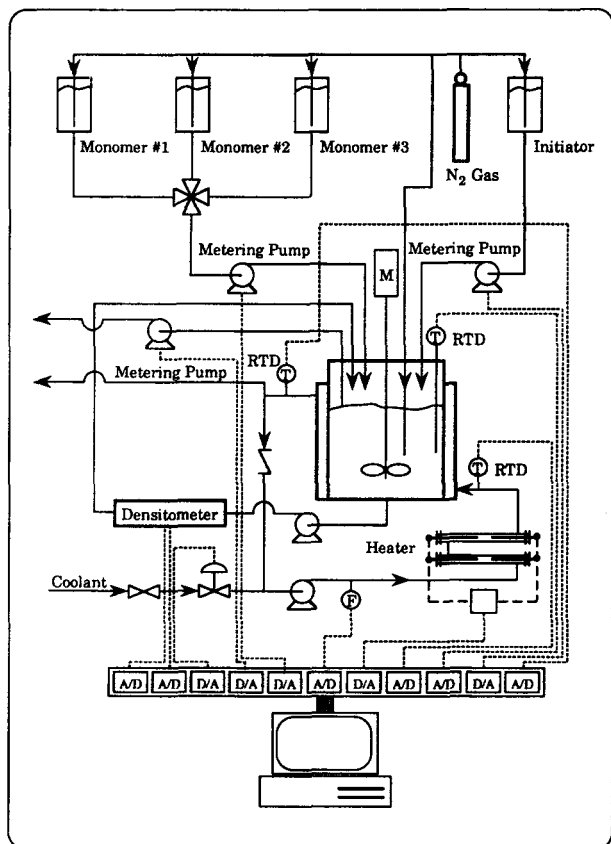 Monomer #1
Monomer #2
Monomer #3
N2 Gas
Initiator
Metering Pump
Metering Pump
M
T
RTD
RTD
T
Metering Pump
T
RTD
Densitometer
Heater
Coolant
F
A/D A/D D/A D/A D/A A/D D/A A/D A/D D/A A/D